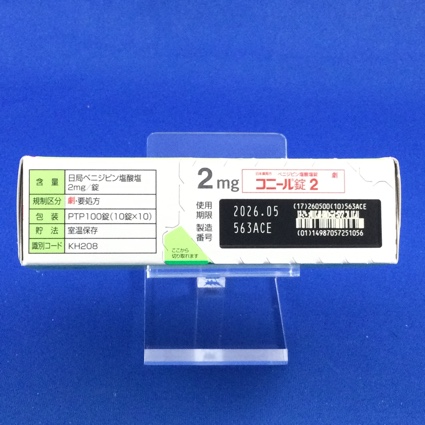 含 量 日局ベニジピン塩酸塩
2mg/錠
規制区分 劇・要処方
包 装 PTP100錠(10錠×10)
貯 法 室温保存
識別コード KH208
ここから
切り取れます
2mg
日本薬局方 ベニジピン塩酸塩錠 劇
コニール錠2
使用
期限 2026.05
製造
番号 563ACE
(17)260500(10)563ACE
(01)14987057251056